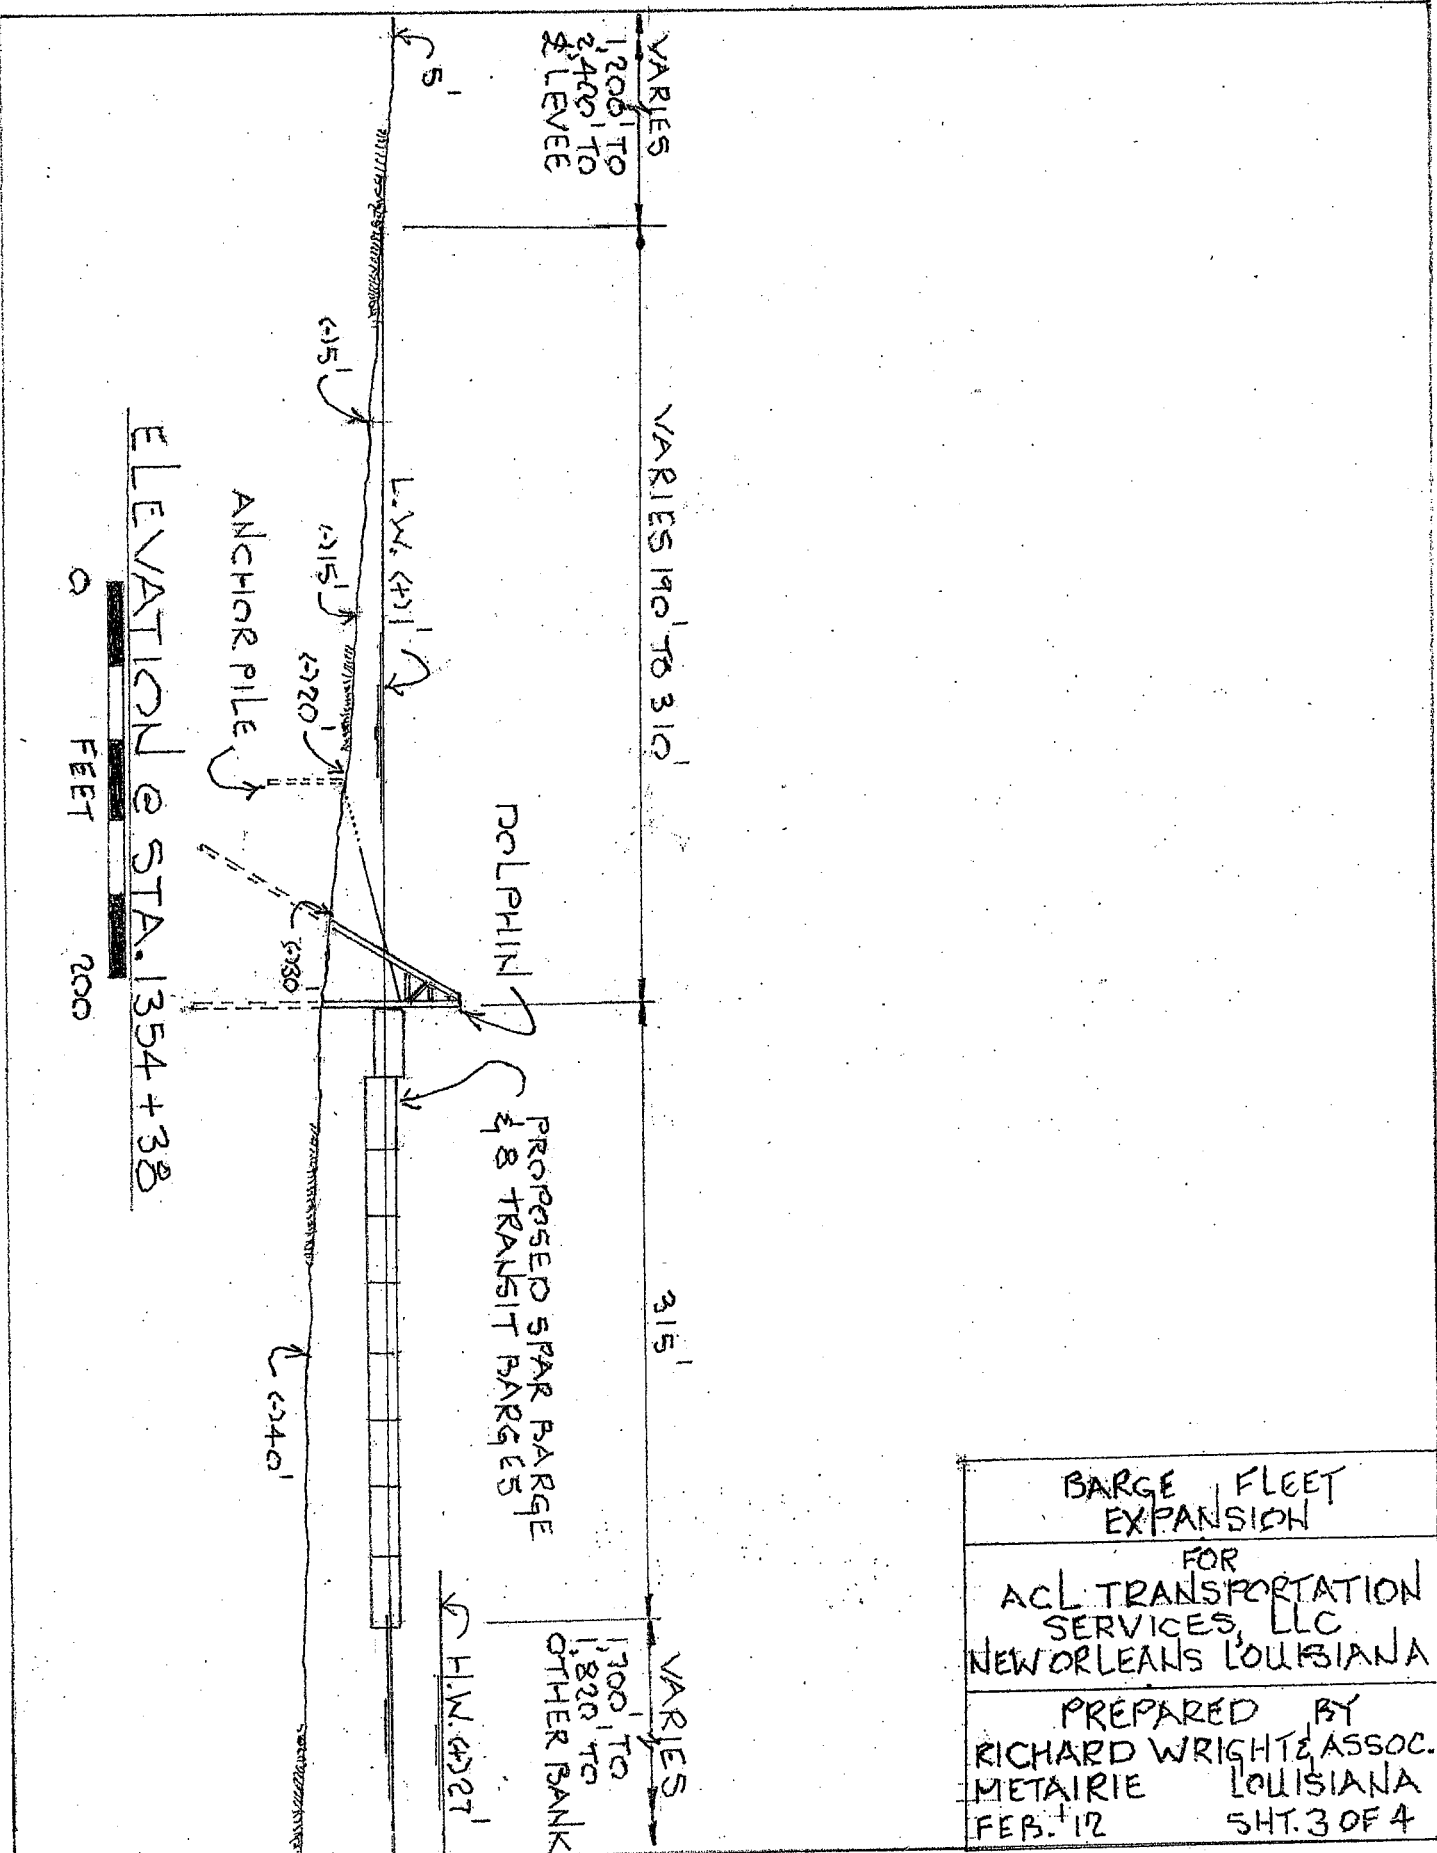 VARIES
1,200' TO
2,400' TO
℄ LEVEE
5'
VARIES 190' TO 310'
(-)5'
L.W. (+)1'
(-)15'
(-)20'
ANCHOR PILE
DOLPHIN
(-)30
315'
PROPOSED SPAR BARGE
& 8 TRANSIT BARGES
(-)40'
VARIES
1,700' TO
1,820' TO
OTHER BANK
H.W. (+)27'
ELEVATION @ STA. 1354+38
0 FEET 200
BARGE FLEET
EXPANSION
FOR
ACL TRANSPORTATION
SERVICES, LLC
NEW ORLEANS LOUISIANA
PREPARED BY
RICHARD WRIGHT & ASSOC.
METAIRIE LOUISIANA
FEB. '12 SHT. 3 OF 4